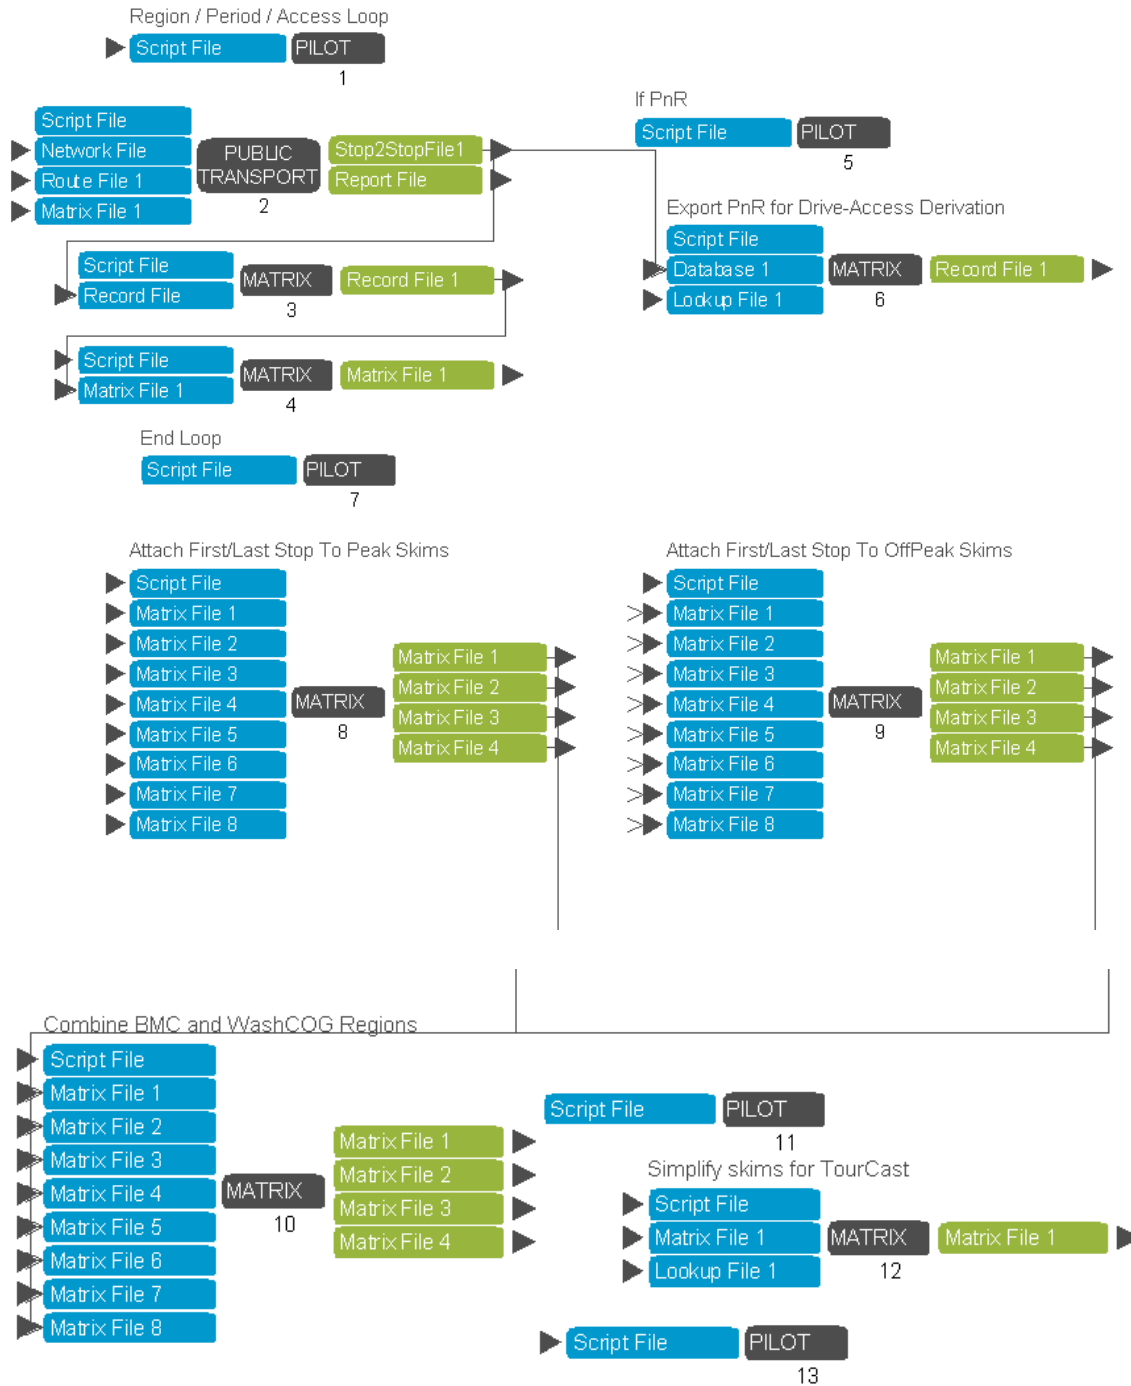 Region / Period / Access Loop
Script File PILOT
1
Script File
Network File
Route File 1
Matrix File 1
PUBLIC
TRANSPORT
2
Stop2StopFile1
Report File
If PnR
Script File PILOT
5
Export PnR for Drive-Access Derivation
Script File
Database 1
Lookup File 1
MATRIX
6
Record File 1
Script File
Record File
MATRIX
3
Record File 1
Script File
Matrix File 1
MATRIX
4
Matrix File 1
End Loop
Script File PILOT
7
Attach First/Last Stop To Peak Skims
Script File
Matrix File 1
Matrix File 2
Matrix File 3
Matrix File 4
Matrix File 5
Matrix File 6
Matrix File 7
Matrix File 8
MATRIX
8
Matrix File 1
Matrix File 2
Matrix File 3
Matrix File 4
Attach First/Last Stop To OffPeak Skims
Script File
Matrix File 1
Matrix File 2
Matrix File 3
Matrix File 4
Matrix File 5
Matrix File 6
Matrix File 7
Matrix File 8
MATRIX
9
Matrix File 1
Matrix File 2
Matrix File 3
Matrix File 4
Combine BMC and WashCOG Regions
Script File
Matrix File 1
Matrix File 2
Matrix File 3
Matrix File 4
Matrix File 5
Matrix File 6
Matrix File 7
Matrix File 8
MATRIX
10
Matrix File 1
Matrix File 2
Matrix File 3
Matrix File 4
Script File PILOT
11
Simplify skims for TourCast
Script File
Matrix File 1
Lookup File 1
MATRIX
12
Matrix File 1
Script File PILOT
13